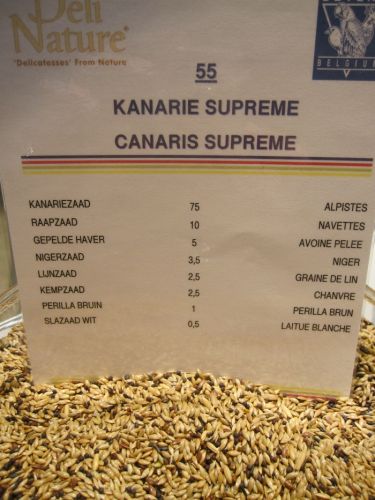 Deli
Nature®
'Delicatesses' From Nature
BELGIUM
55
KANARIE SUPREME
CANARIS SUPREME
KANARIEZAAD 75 ALPISTES
RAAPZAAD 10 NAVETTES
GEPELDE HAVER 5 AVOINE PELEE
NIGERZAAD 3,5 NIGER
LIJNZAAD 2,5 GRAINE DE LIN
KEMPZAAD 2,5 CHANVRE
PERILLA BRUIN 1 PERILLA BRUN
SLAZAAD WIT 0,5 LAITUE BLANCHE